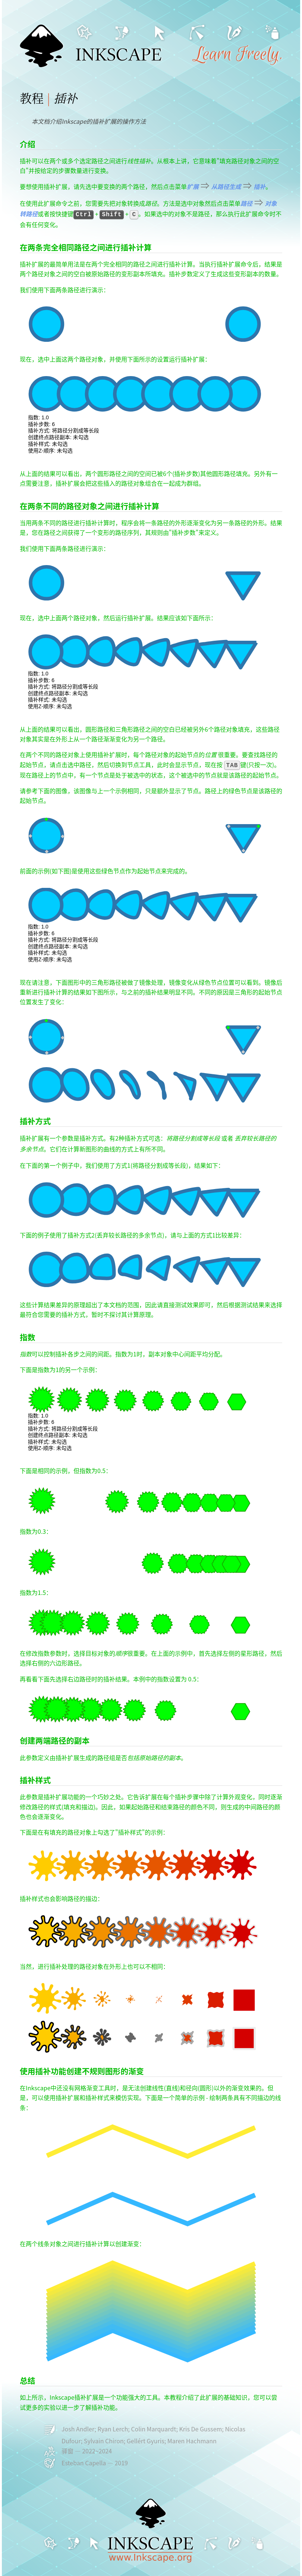 INKSCAPE
Learn Freely.
教程 | 插补
本文档介绍Inkscape的插补扩展的操作方法
介绍
插补可以在两个或多个选定路径之间进行线性插补。从根本上讲，它意味着"填充路径对象之间的空
白"并按给定的步骤数量进行变换。
要想使用插补扩展，请先选中要变换的两个路径，然后点击菜单扩展 ⇨ 从路径生成 ⇨ 插补。
在使用此扩展命令之前，您需要先把对象转换成路径。方法是选中对象然后点击菜单路径 ⇨ 对象
转路径或者按快捷键Ctrl + Shift + C。如果选中的对象不是路径，那么执行此扩展命令时不
会有任何变化。
在两条完全相同路径之间进行插补计算
插补扩展的最简单用法是在两个完全相同的路径之间进行插补计算。当执行插补扩展命令后，结果是
两个路径对象之间的空白被原始路径的变形副本所填充。插补步数定义了生成这些变形副本的数量。
我们使用下面两条路径进行演示：
现在，选中上面这两个路径对象，并使用下面所示的设置运行插补扩展：
指数: 1.0
插补步数: 6
插补方式: 将路径分割成等长段
创建终点路径副本: 未勾选
插补样式: 未勾选
使用Z-顺序: 未勾选
从上面的结果可以看出，两个圆形路径之间的空间已被6个(插补步数)其他圆形路径填充。另外有一
点需要注意，插补扩展会把这些插入的路径对象组合在一起成为群组。
在两条不同的路径对象之间进行插补计算
当用两条不同的路径进行插补计算时，程序会将一条路径的外形逐渐变化为另一条路径的外形。结果
是，您在路径之间获得了一个变形的路径序列，其规则由"插补步数"来定义。
我们使用下面两条路径进行演示：
现在，选中上面两个路径对象，然后运行插补扩展。结果应该如下面所示：
指数: 1.0
插补步数: 6
插补方式: 将路径分割成等长段
创建终点路径副本: 未勾选
插补样式: 未勾选
使用Z-顺序: 未勾选
从上面的结果可以看出，圆形路径和三角形路径之间的空白已经被另外6个路径对象填充，这些路径
对象其实是在外形上从一个路径渐渐变化为另一个路径。
在两个不同的路径对象上使用插补扩展时，每个路径对象的起始节点的位置很重要。要查找路径的
起始节点，请点击选中路径，然后切换到节点工具，此时会显示节点，现在按 TAB键(只按一次)。
现在路径上的节点中，有一个节点是处于被选中的状态，这个被选中的节点就是该路径的起始节点。
请参考下面的图像，该图像与上一个示例相同，只是额外显示了节点。路径上的绿色节点是该路径的
起始节点。
前面的示例(如下图)是使用这些绿色节点作为起始节点来完成的。
指数: 1.0
插补步数: 6
插补方式: 将路径分割成等长段
创建终点路径副本: 未勾选
插补样式: 未勾选
使用Z-顺序: 未勾选
现在请注意，下面图形中的三角形路径被做了镜像处理，镜像变化从绿色节点位置可以看到。镜像后
重新进行插补计算的结果如下图所示，与之前的插补结果明显不同。不同的原因是三角形的起始节点
位置发生了变化：
插补方式
插补扩展有一个参数是插补方式。有2种插补方式可选：将路径分割成等长段 或者 丢弃较长路径的
多余节点。它们在计算新图形的曲线的方式上有所不同。
在下面的第一个例子中，我们使用了方式1(将路径分割成等长段)，结果如下：
下面的例子使用了插补方式2(丢弃较长路径的多余节点)，请与上面的方式1比较差异：
这些计算结果差异的原理超出了本文档的范围，因此请直接测试效果即可，然后根据测试结果来选择
最符合您需要的插补方式，暂时不探讨其计算原理。
指数
指数可以控制插补各步之间的间距。指数为1时，副本对象中心间距平均分配。
下面是指数为1的另一个示例：
指数: 1.0
插补步数: 6
插补方式: 将路径分割成等长段
创建终点路径副本: 未勾选
插补样式: 未勾选
使用Z-顺序: 未勾选
下面是相同的示例，但指数为0.5：
指数为0.3：
指数为1.5：
在修改指数参数时，选择目标对象的顺序很重要。在上面的示例中，首先选择左侧的星形路径，然后
选择右侧的六边形路径。
再看看下面先选择右边路径时的插补结果。本例中的指数设置为 0.5：
创建两端路径的副本
此参数定义由插补扩展生成的路径组是否包括原始路径的副本。
插补样式
此参数是插补扩展功能的一个巧妙之处。它告诉扩展在每个插补步骤中除了计算外观变化，同时逐渐
修改路径的样式(填充和描边)。因此，如果起始路径和结束路径的颜色不同，则生成的中间路径的颜
色也会逐渐变化。
下面是在有填充的路径对象上勾选了"插补样式"的示例：
插补样式也会影响路径的描边：
当然，进行插补处理的路径对象在外形上也可以不相同：
使用插补功能创建不规则图形的渐变
在Inkscape中还没有网格渐变工具时，是无法创建线性(直线)和径向(圆形)以外的渐变效果的。但
是，可以使用插补扩展和插补样式来模仿实现。下面是一个简单的示例 - 绘制两条具有不同描边的线
条：
在两个线条对象之间进行插补计算以创建渐变：
总结
如上所示，Inkscape插补扩展是一个功能强大的工具。本教程介绍了此扩展的基础知识，您可以尝
试更多的实验以进一步了解插补功能。
Josh Andler; Ryan Lerch; Colin Marquardt; Kris De Gussem; Nicolas
Dufour; Sylvain Chiron; Gellért Gyuris; Maren Hachmann
2022–2024
Esteban Capella — 2019
INKSCAPE
www.inkscape.org